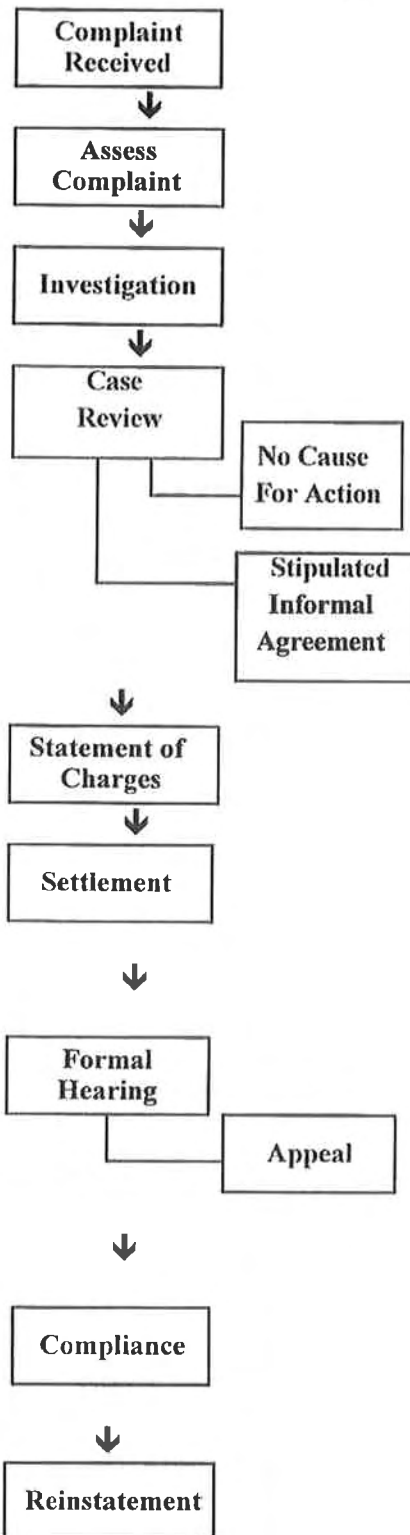 Complaint
Received
Assess
Complaint
Investigation
Case
Review
No Cause
For Action
Stipulated
Informal
Agreement
Statement of
Charges
Settlement
Formal
Hearing
Appeal
Compliance
Reinstatement